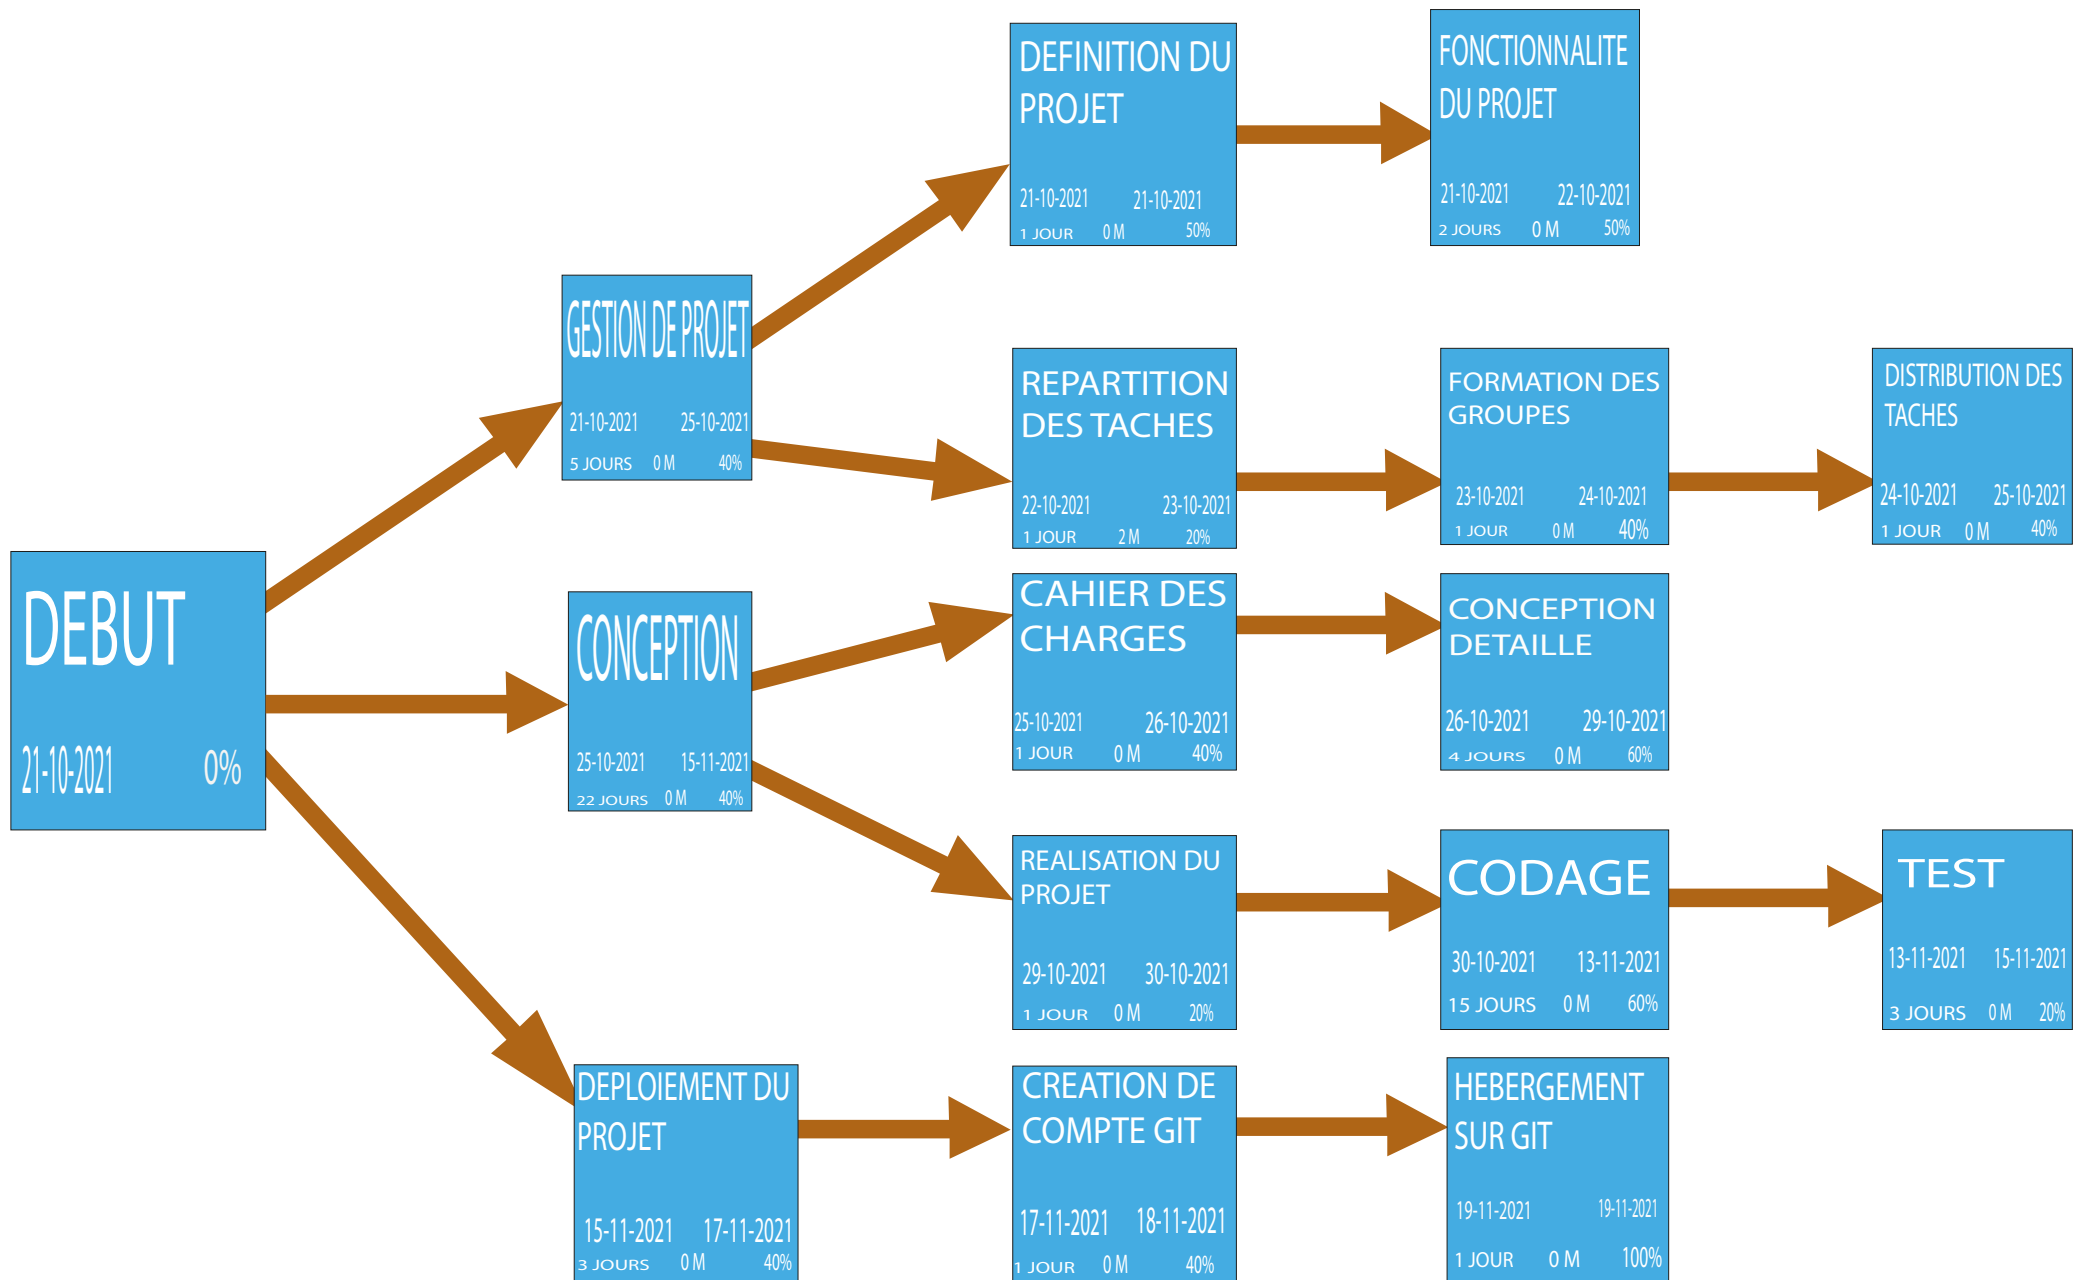 DEBUT
21-10-2021 0%
GESTION DE PROJET
21-10-2021 25-10-2021
5 JOURS 0 M 40%
DEFINITION DU
PROJET
21-10-2021 21-10-2021
1 JOUR 0 M 50%
FONCTIONNALITE
DU PROJET
21-10-2021 22-10-2021
2 JOURS 0 M 50%
REPARTITION
DES TACHES
22-10-2021 23-10-2021
1 JOUR 2 M 20%
FORMATION DES
GROUPES
23-10-2021 24-10-2021
1 JOUR 0 M 40%
DISTRIBUTION DES
TACHES
24-10-2021 25-10-2021
1 JOUR 0 M 40%
CONCEPTION
25-10-2021 15-11-2021
22 JOURS 0 M 40%
CAHIER DES
CHARGES
25-10-2021 26-10-2021
1 JOUR 0 M 40%
CONCEPTION
DETAILLE
26-10-2021 29-10-2021
4 JOURS 0 M 60%
REALISATION DU
PROJET
29-10-2021 30-10-2021
1 JOUR 0 M 20%
CODAGE
30-10-2021 13-11-2021
15 JOURS 0 M 60%
TEST
13-11-2021 15-11-2021
3 JOURS 0 M 20%
DEPLOIEMENT DU
PROJET
15-11-2021 17-11-2021
3 JOURS 0 M 40%
CREATION DE
COMPTE GIT
17-11-2021 18-11-2021
1 JOUR 0 M 40%
HEBERGEMENT
SUR GIT
19-11-2021 19-11-2021
1 JOUR 0 M 100%